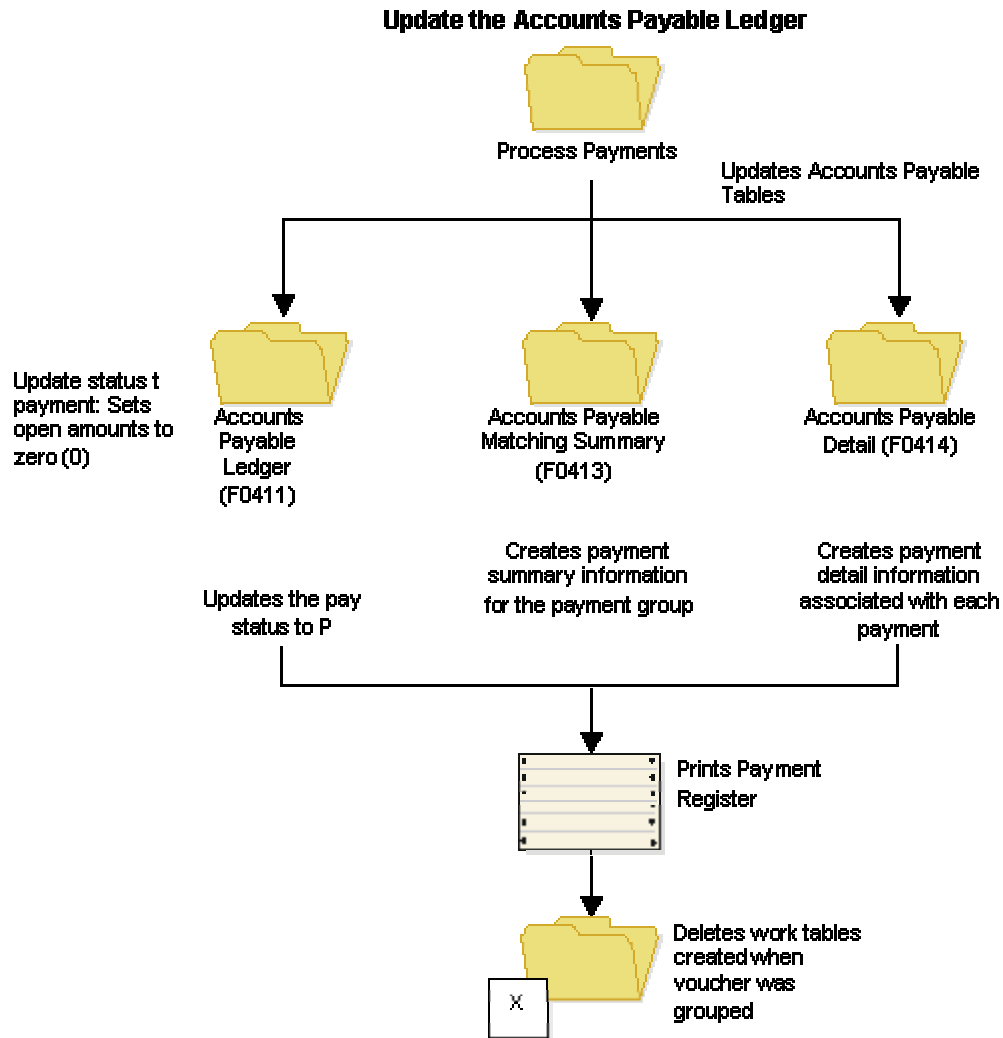 Update the Accounts Payable Ledger
Process Payments
Updates Accounts Payable
Tables
Update status t
payment: Sets
open amounts to
zero (0)
Accounts
Payable
Ledger
(F0411)
Accounts Payable
Matching Summary
(F0413)
Accounts Payable
Detail (F0414)
Updates the pay
status to P
Creates payment
summary information
for the payment group
Creates payment
detail information
associated with each
payment
Prints Payment
Register
Deletes work tables
created when
voucher was
grouped
X